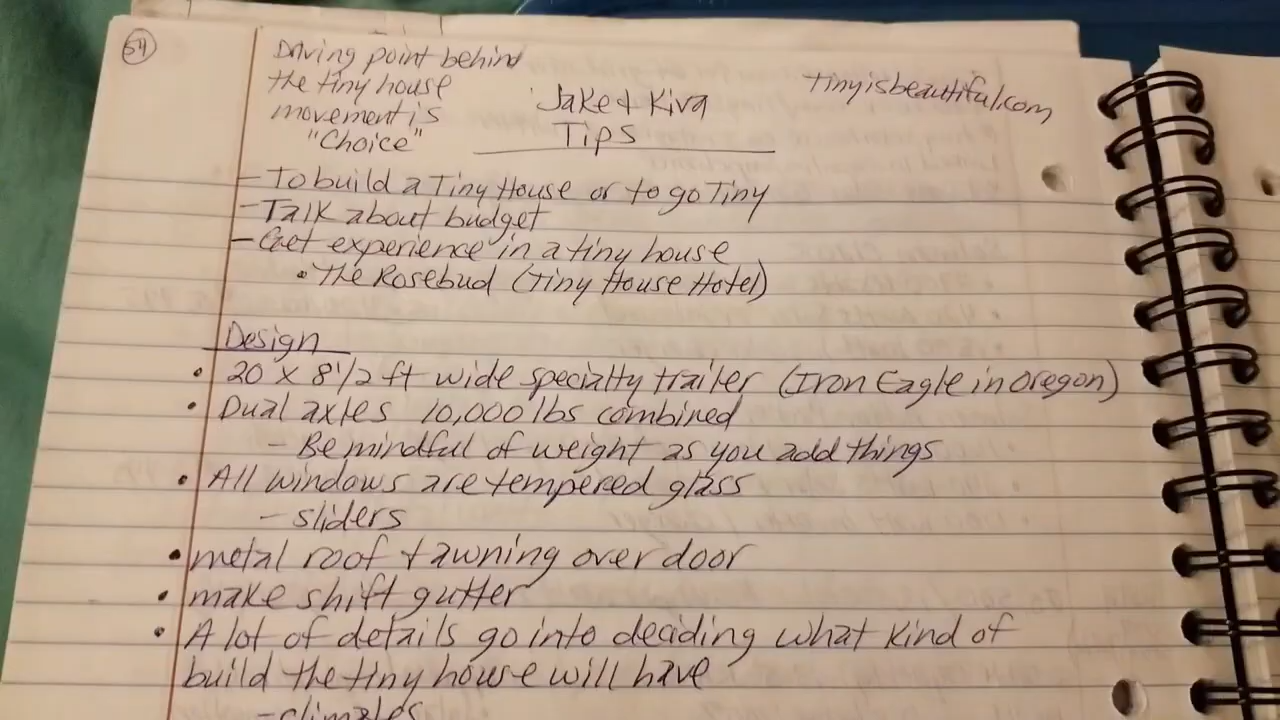 54
Driving point behind
the tiny house
movement is
"Choice"
Jake + Kiva
Tips
tinyisbeautiful.com
- To build a Tiny House or to go Tiny
- Talk about budget
- Get experience in a tiny house
• The Rosebud (Tiny House Hotel)
Design
• 20 x 8 1/2 ft wide specialty trailer (Iron Eagle in Oregon)
• Dual axles 10,000 lbs combined
- Be mindful of weight as you add things
• All windows are tempered glass
- sliders
• metal roof + awning over door
• make shift gutter
• A lot of details go into deciding what kind of
build the tiny house will have
- climates